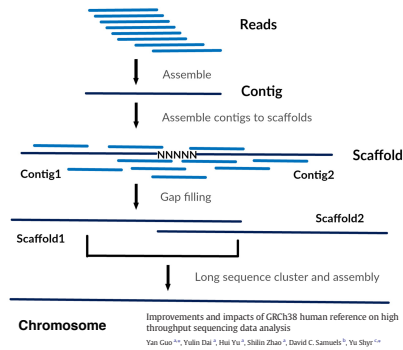 Reads
Assemble
Contig
Assemble contigs to scaffolds
NNNNN
Scaffold
Contig1
Contig2
Gap filling
Scaffold2
Scaffold1
Long sequence cluster and assembly
Chromosome
Improvements and impacts of GRCh38 human reference on high
throughput sequencing data analysis
Yan Guo a,*, Yulin Dai a, Hui Yu a, Shilin Zhao a, David C. Samuels b, Yu Shyr c,*